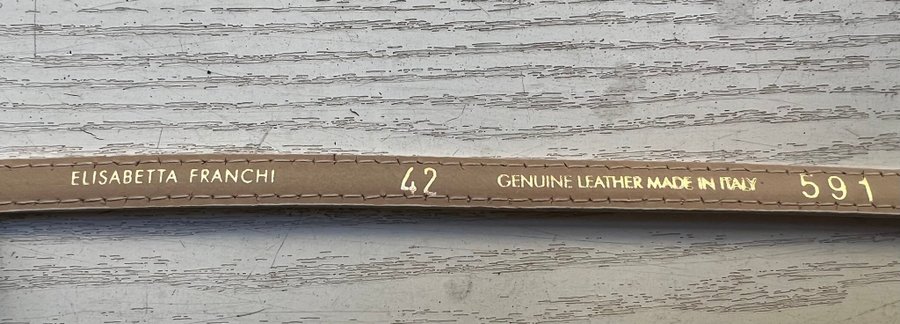 ELISABETTA FRANCHI 42 GENUINE LEATHER MADE IN ITALY 591